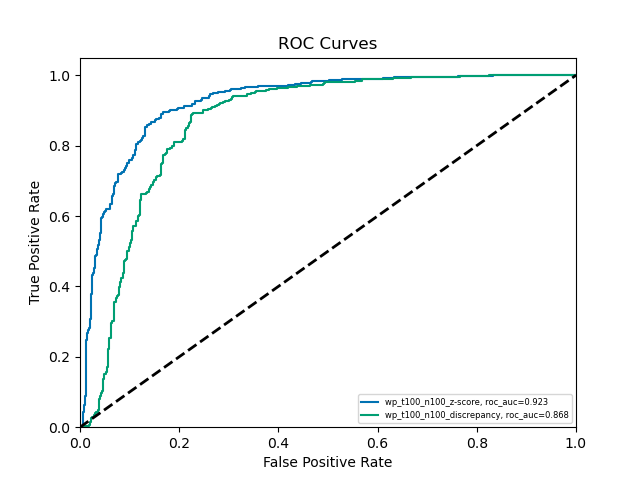 ROC Curves
True Positive Rate
1.0
0.8
0.6
0.4
0.2
0.0
wp_t100_n100_z-score, roc_auc=0.923
wp_t100_n100_discrepancy, roc_auc=0.868
0.0 0.2 0.4 0.6 0.8 1.0
False Positive Rate